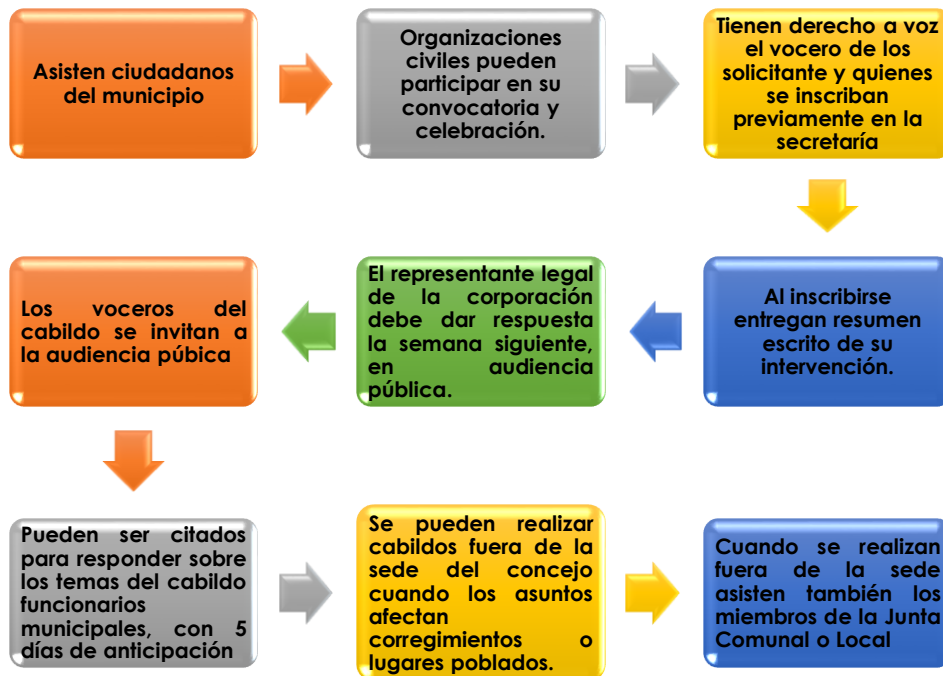 Asisten ciudadanos
del municipio
Organizaciones
civiles pueden
participar en su
convocatoria y
celebración.
Tienen derecho a voz
el vocero de los
solicitante y quienes
se inscriban
previamente en la
secretaría
Al inscribirse
entregan resumen
escrito de su
intervención.
El representante legal
de la corporación
debe dar respuesta
la semana siguiente,
en audiencia
pública.
Los voceros del
cabildo se invitan a
la audiencia púbica
Pueden ser citados
para responder sobre
los temas del cabildo
funcionarios
municipales, con 5
días de anticipación
Se pueden realizar
cabildos fuera de la
sede del concejo
cuando los asuntos
afectan
corregimientos o
lugares poblados.
Cuando se realizan
fuera de la sede
asisten también los
miembros de la Junta
Comunal o Local